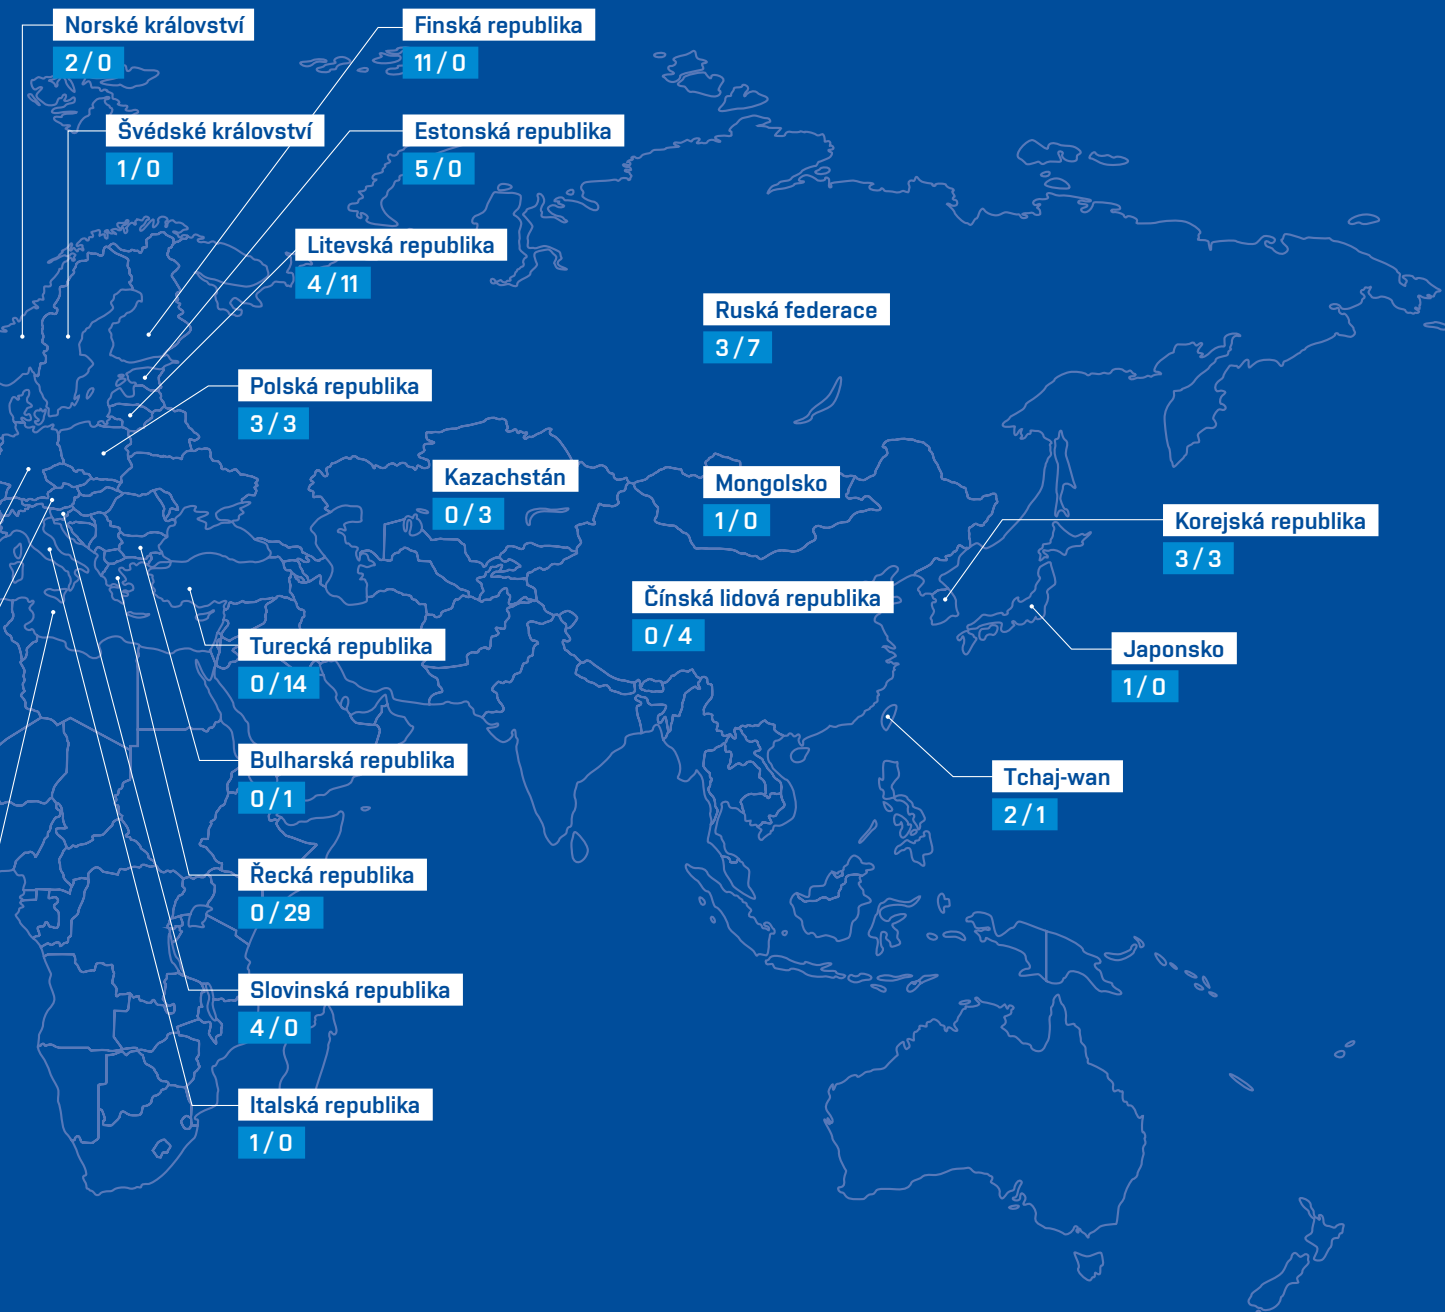 Norské království
2 / 0
Finská republika
11 / 0
Švédské království
1 / 0
Estonská republika
5 / 0
Litevská republika
4 / 11
Ruská federace
3 / 7
Polská republika
3 / 3
Kazachstán
0 / 3
Mongolsko
1 / 0
Korejská republika
3 / 3
Čínská lidová republika
0 / 4
Turecká republika
0 / 14
Japonsko
1 / 0
Bulharská republika
0 / 1
Tchaj-wan
2 / 1
Řecká republika
0 / 29
Slovinská republika
4 / 0
Italská republika
1 / 0